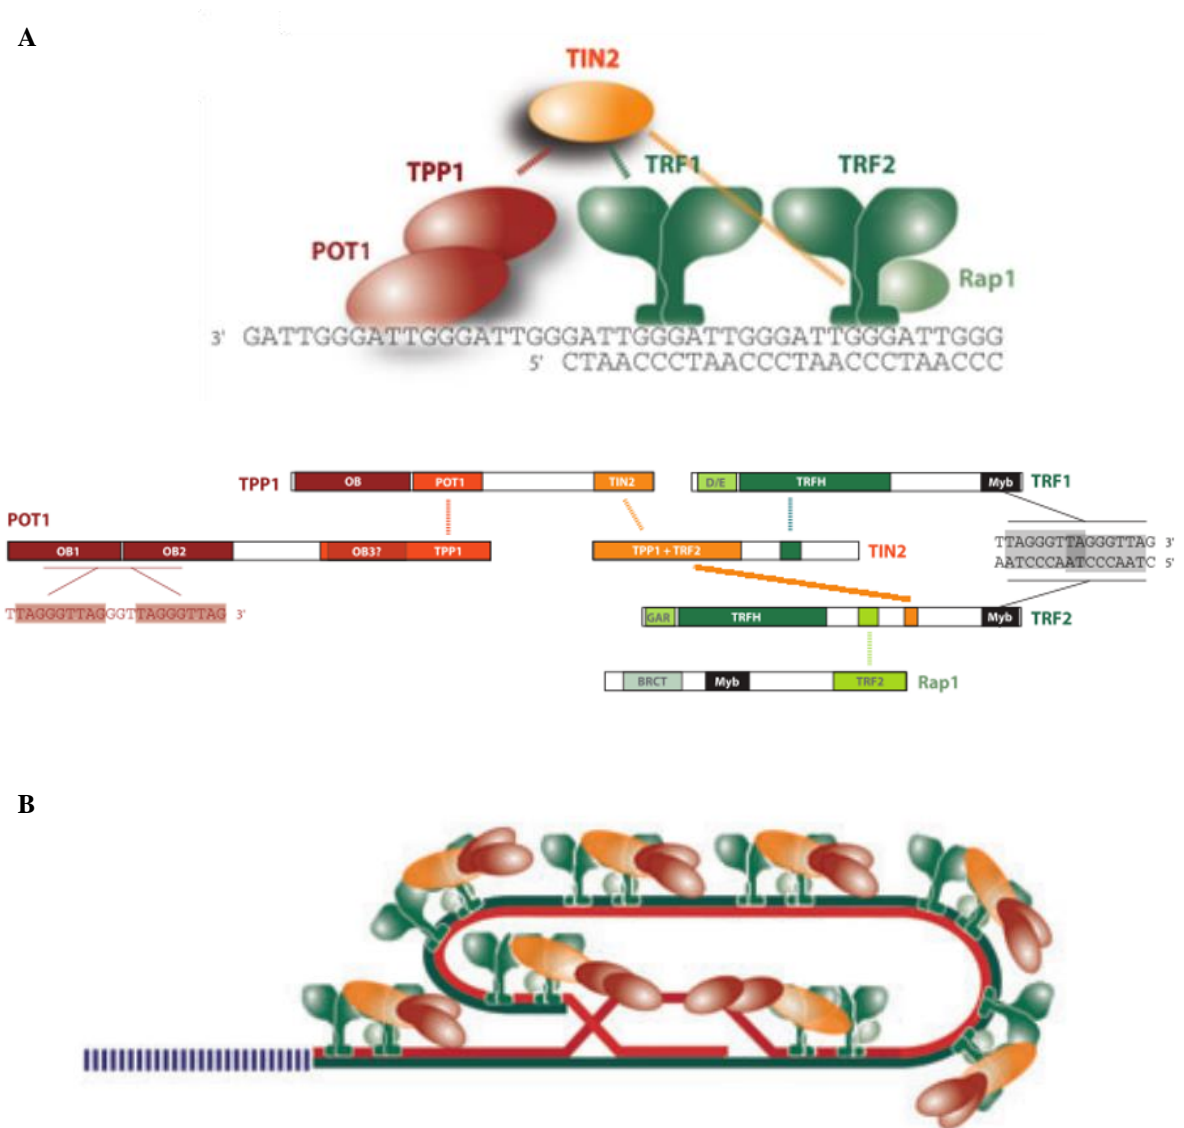 A
TIN2
TPP1
TRF1
TRF2
POT1
Rap1
3' GATTGGGATTGGGATTGGGATTGGGATTGGGATTGGGATTGGG
5' CTAACCCTAACCCTAACCCTAACCC
TPP1 OB POT1 TIN2
D/E TRFH Myb TRF1
POT1
OB1 OB2 OB3? TPP1
TPP1 + TRF2 TIN2
TTAGGGTTAGGGTTAG 3'
AATCCCAATCCCAATC 5'
TTAGGGTTAGGGTTAGGGTTAG 3'
GAR TRFH Myb TRF2
BRCT Myb TRF2 Rap1
B